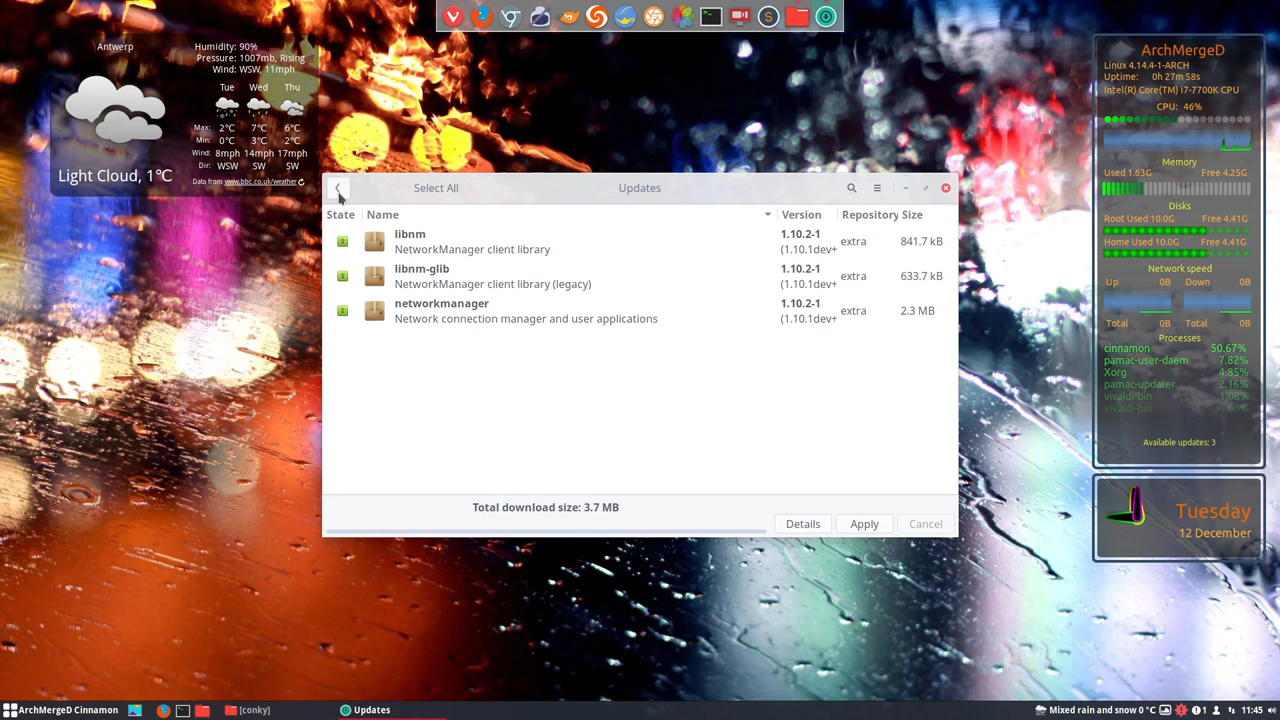 Antwerp
Humidity: 90%
Pressure: 1007mb, Rising
Wind: WSW, 11mph
Tue Wed Thu
Max: 2°C 7°C 6°C
Min: 0°C 3°C 2°C
Wind: 8mph 14mph 17mph
Dir: WSW SW SW
Light Cloud, 1°C
Data from www.bbc.co.uk/weather
Select All
Updates
State Name Version Repository Size
libnm 1.10.2-1
NetworkManager client library (1.10.1dev+ extra 841.7 kB
libnm-glib 1.10.2-1
NetworkManager client library (legacy) (1.10.1dev+ extra 633.7 kB
networkmanager 1.10.2-1
Network connection manager and user applications (1.10.1dev+ extra 2.3 MB
Total download size: 3.7 MB
Details Apply Cancel
ArchMergeD
Linux 4.14.4-1-ARCH
Uptime: 0h 27m 58s
Intel(R) Core(TM) i7-7700K CPU
CPU: 46%
Memory
Used 1.63G Free 4.25G
Disks
Root Used 10.0G Free 4.41G
Home Used 10.0G Free 4.41G
Network speed
Up 0B Down 0B
Total 0B Total 0B
Processes
cinnamon 50.67%
pamac-user-daem 7.82%
Xorg 4.85%
pamac-updater 2.16%
vivaldi-bin 1.08%
vivaldi-bin
Available updates: 3
Tuesday
12 December
ArchMergeD Cinnamon
[conky]
Updates
Mixed rain and snow 0 °C
1
11:45